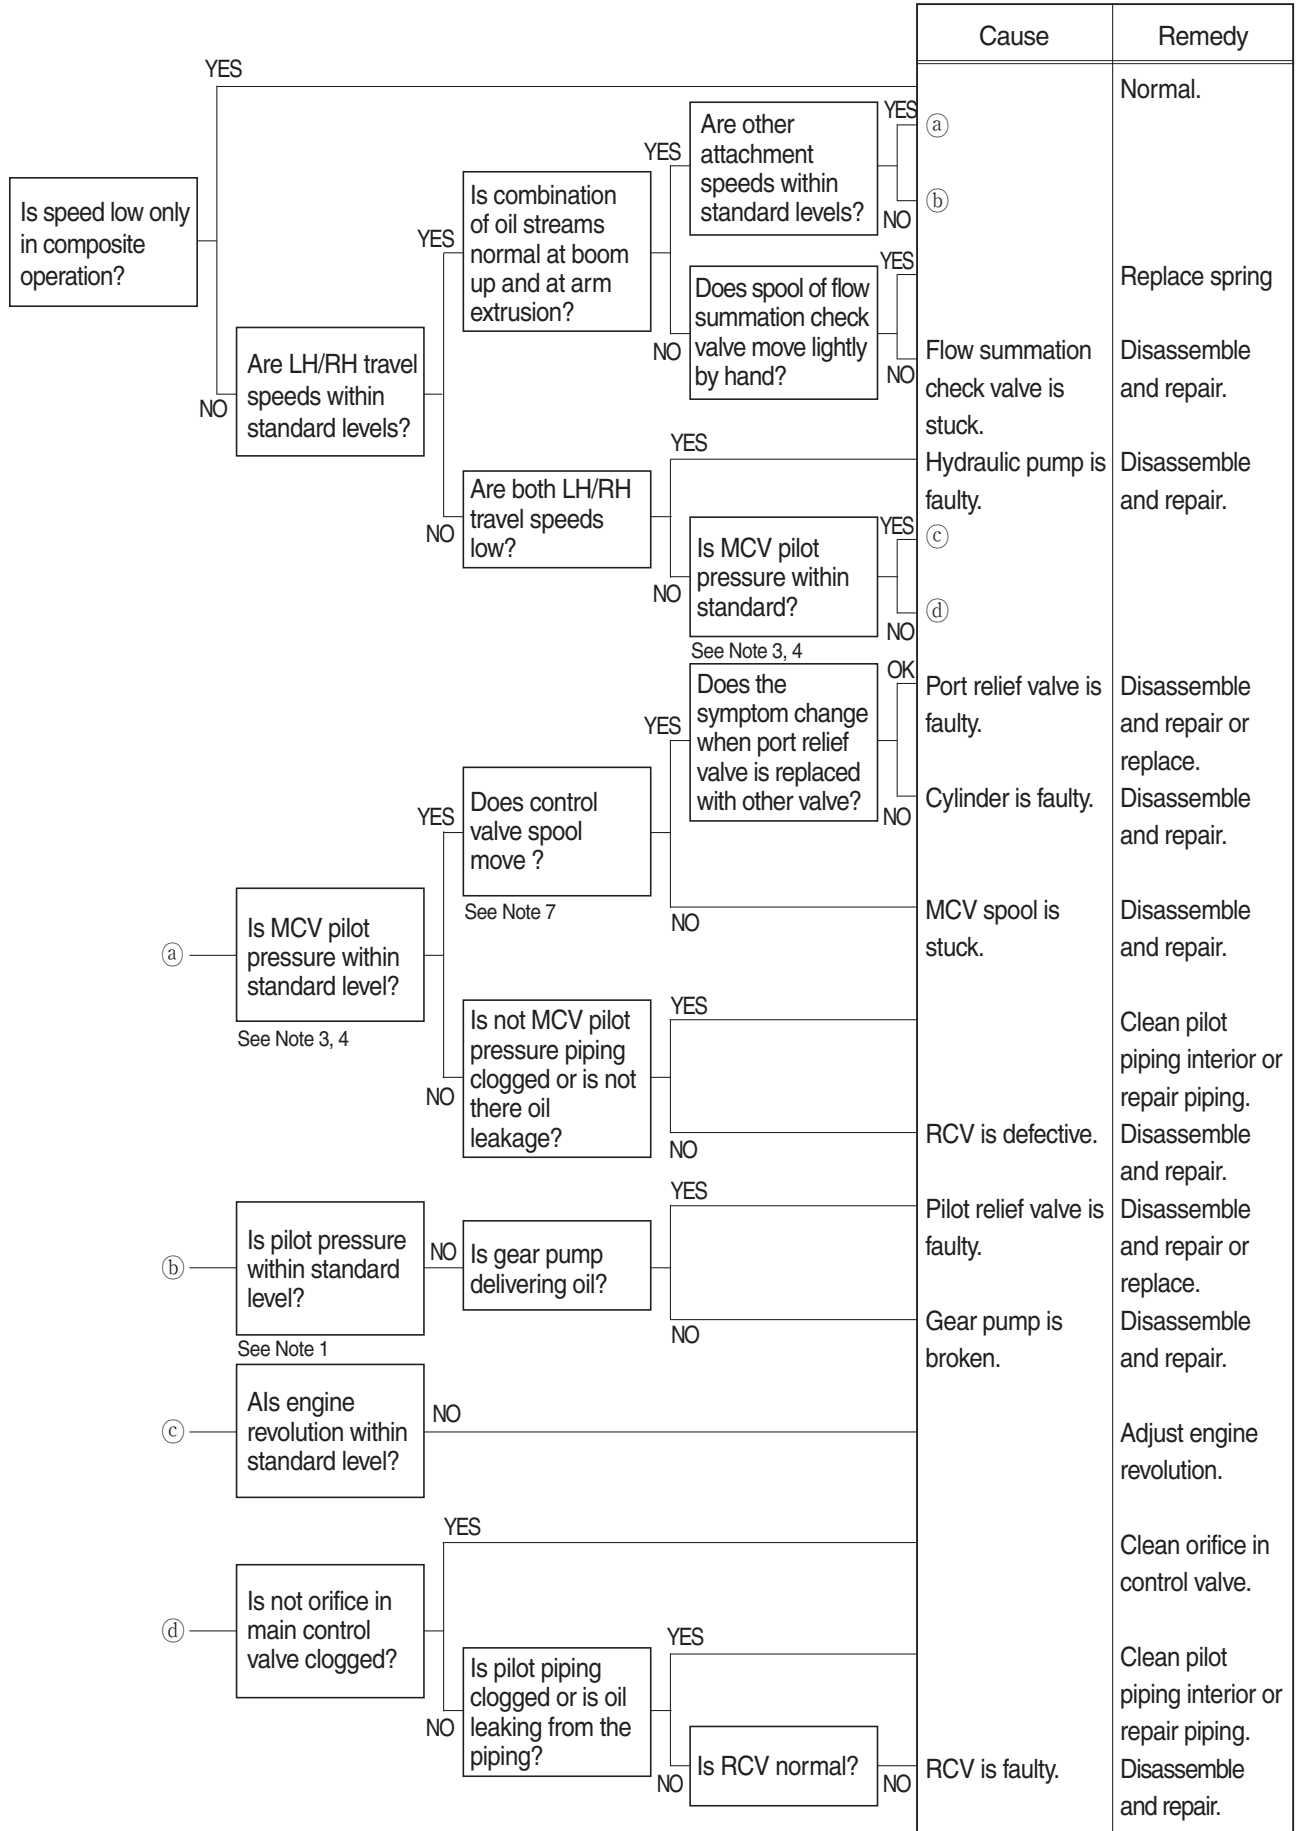 Cause
Remedy
YES
Normal.
Are other
attachment
speeds within
standard levels?
YES
ⓐ
NO
ⓑ
YES
Is combination
of oil streams
normal at boom
up and at arm
extrusion?
Is speed low only
in composite
operation?
YES
YES
Replace spring
Does spool of flow
summation check
valve move lightly
by hand?
NO
NO
Flow summation
check valve is
stuck.
Disassemble
and repair.
NO
Are LH/RH travel
speeds within
standard levels?
YES
Hydraulic pump is
faulty.
Disassemble
and repair.
NO
Are both LH/RH
travel speeds
low?
NO
Is MCV pilot
pressure within
standard?
See Note 3, 4
YES
ⓒ
NO
ⓓ
YES
Does the
symptom change
when port relief
valve is replaced
with other valve?
OK
Port relief valve is
faulty.
Disassemble
and repair or
replace.
NO
Cylinder is faulty.
Disassemble
and repair.
YES
Does control
valve spool
move ?
See Note 7
NO
MCV spool is
stuck.
Disassemble
and repair.
ⓐ
Is MCV pilot
pressure within
standard level?
See Note 3, 4
NO
Is not MCV pilot
pressure piping
clogged or is not
there oil
leakage?
YES
Clean pilot
piping interior or
repair piping.
NO
RCV is defective.
Disassemble
and repair.
ⓑ
Is pilot pressure
within standard
level?
See Note 1
NO
Is gear pump
delivering oil?
YES
Pilot relief valve is
faulty.
Disassemble
and repair or
replace.
NO
Gear pump is
broken.
Disassemble
and repair.
ⓒ
AIs engine
revolution within
standard level?
NO
Adjust engine
revolution.
ⓓ
Is not orifice in
main control
valve clogged?
YES
Clean orifice in
control valve.
NO
Is pilot piping
clogged or is oil
leaking from the
piping?
YES
Clean pilot
piping interior or
repair piping.
NO
Is RCV normal?
NO
RCV is faulty.
Disassemble
and repair.